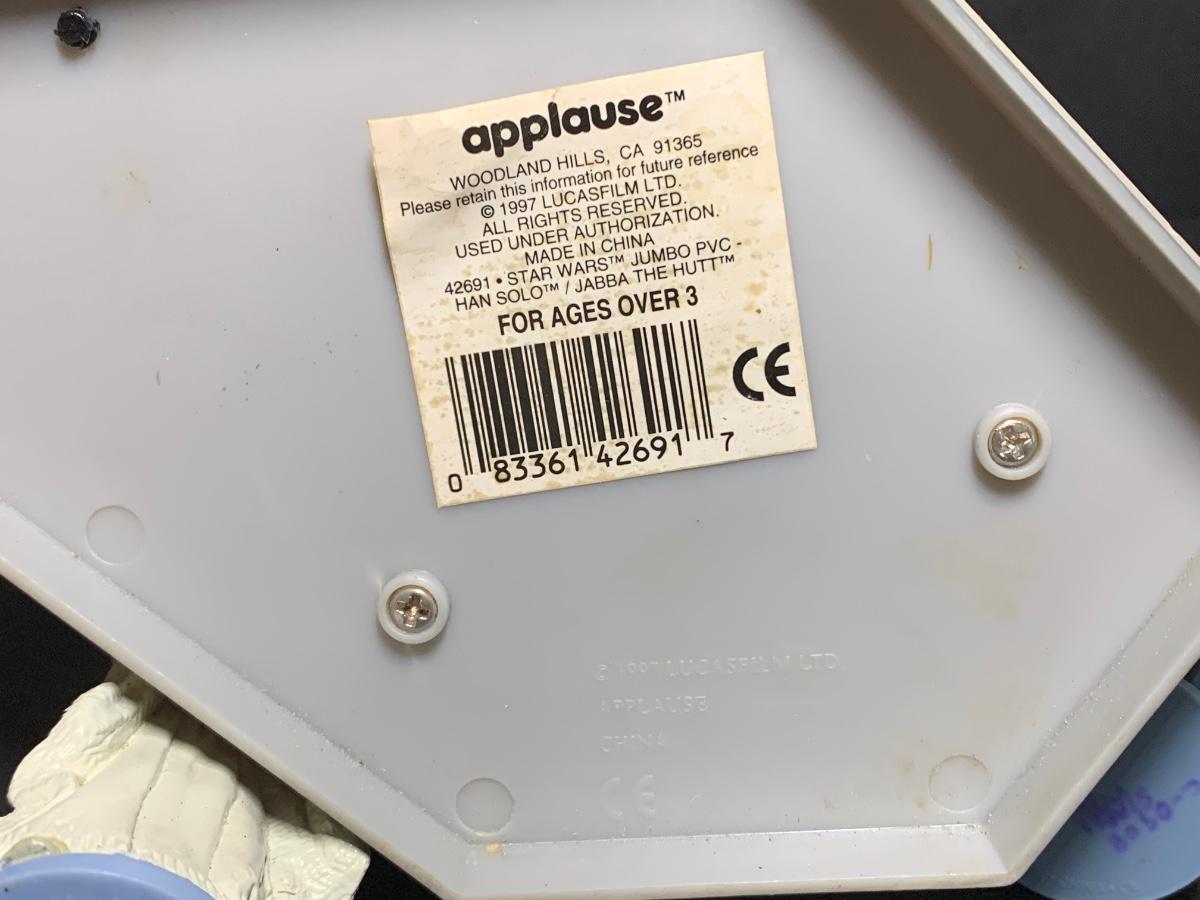 applause™
WOODLAND HILLS, CA 91365
Please retain this information for future reference
© 1997 LUCASFILM LTD.
ALL RIGHTS RESERVED.
USED UNDER AUTHORIZATION.
MADE IN CHINA
42691 • STAR WARS™ JUMBO PVC -
HAN SOLO™ / JABBA THE HUTT™
FOR AGES OVER 3
CE
0 83361 42691 7
© 1997 LUCASFILM LTD.
APPLAUSE
CHINA
CE